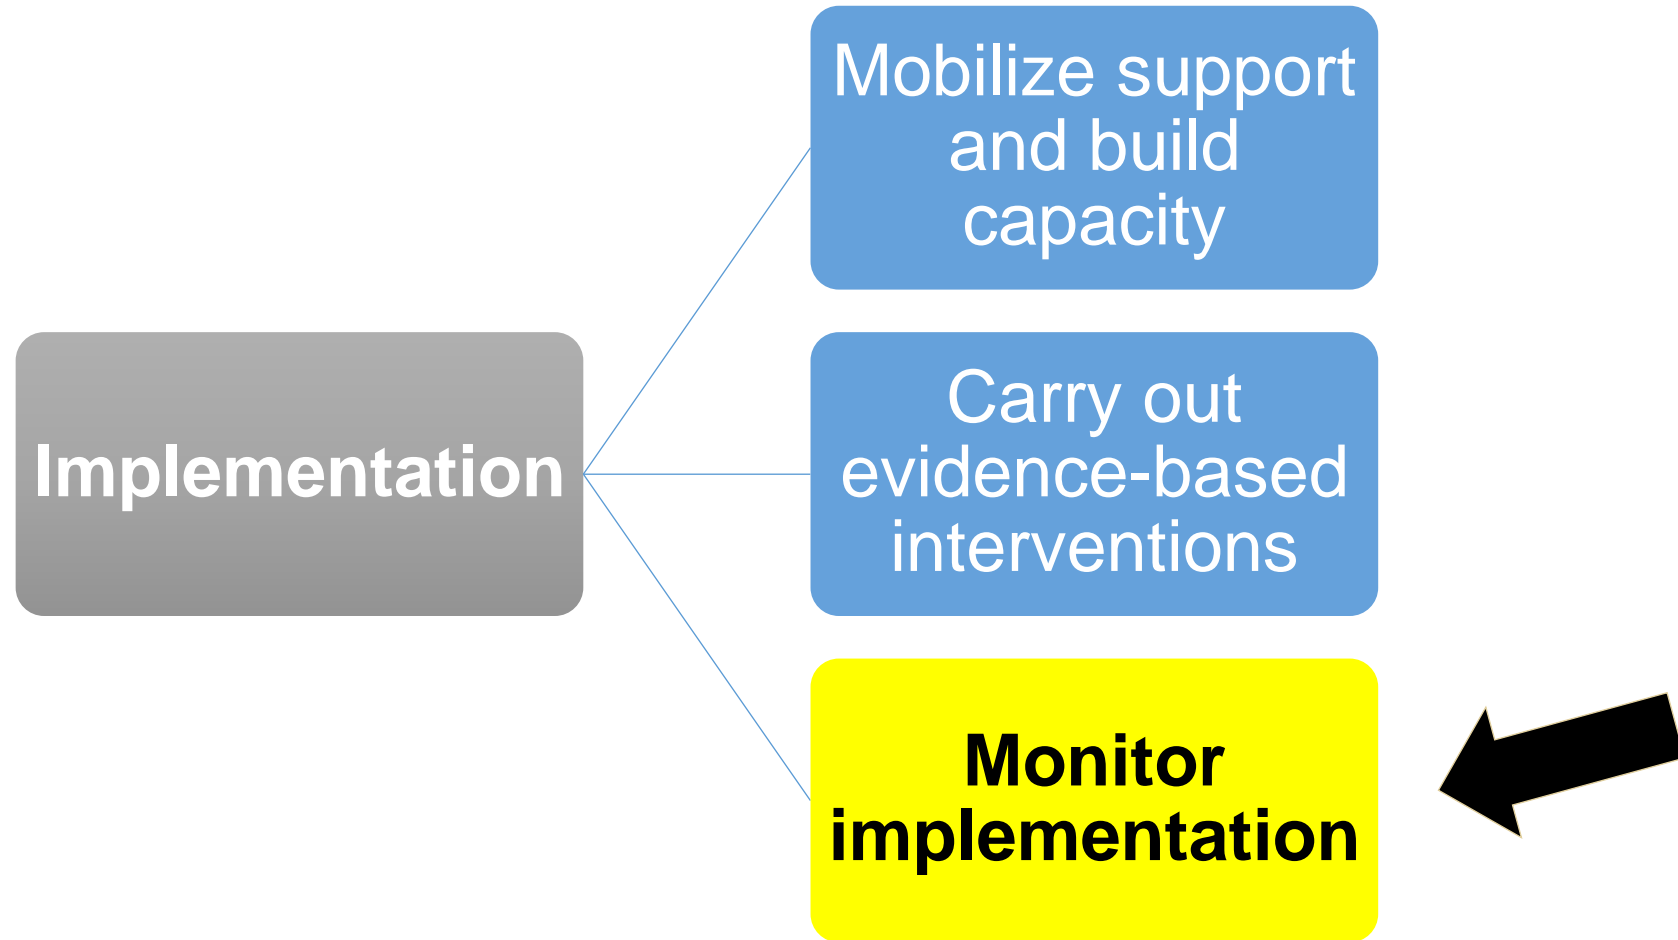 Mobilize support
and build
capacity
Implementation
Carry out
evidence-based
interventions
Monitor
implementation